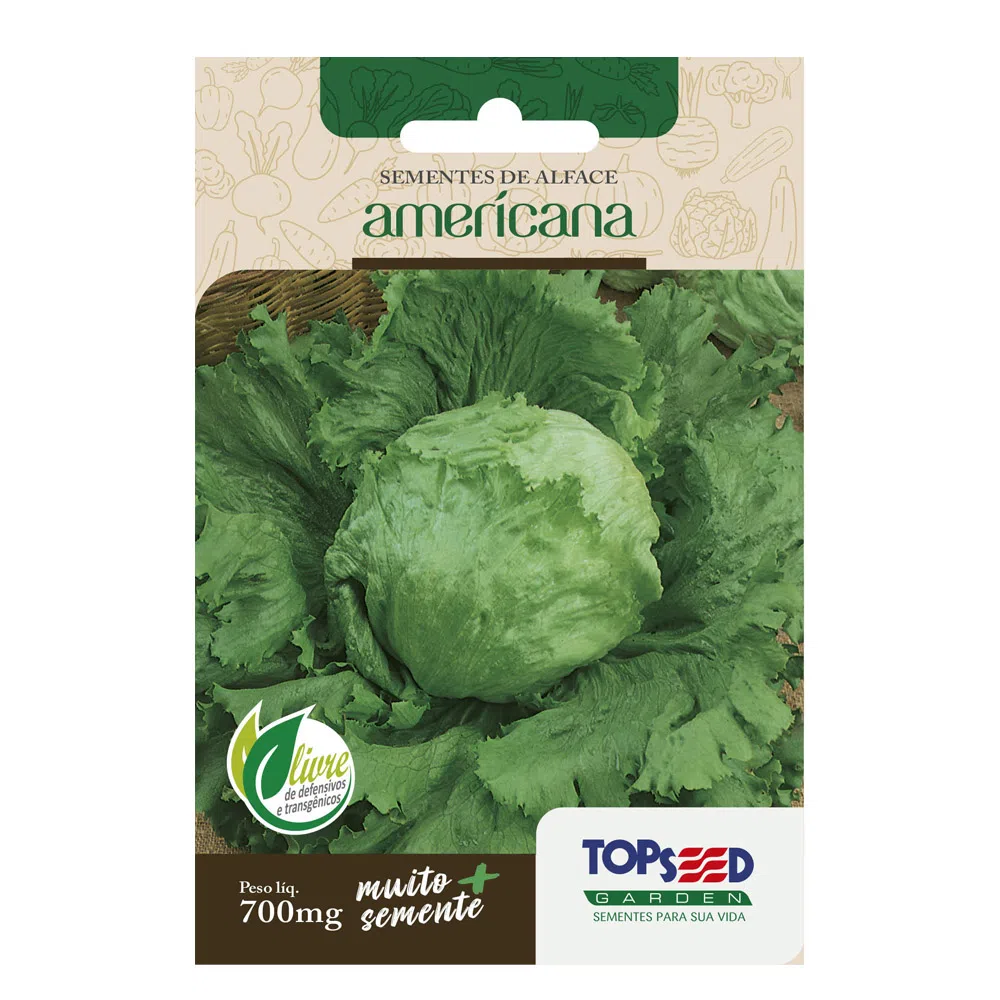 SEMENTES DE ALFACE
americana
livre
de defensivos
e transgênicos
Peso líq.
700mg
muito +
semente
TOPSEED
GARDEN
SEMENTES PARA SUA VIDA